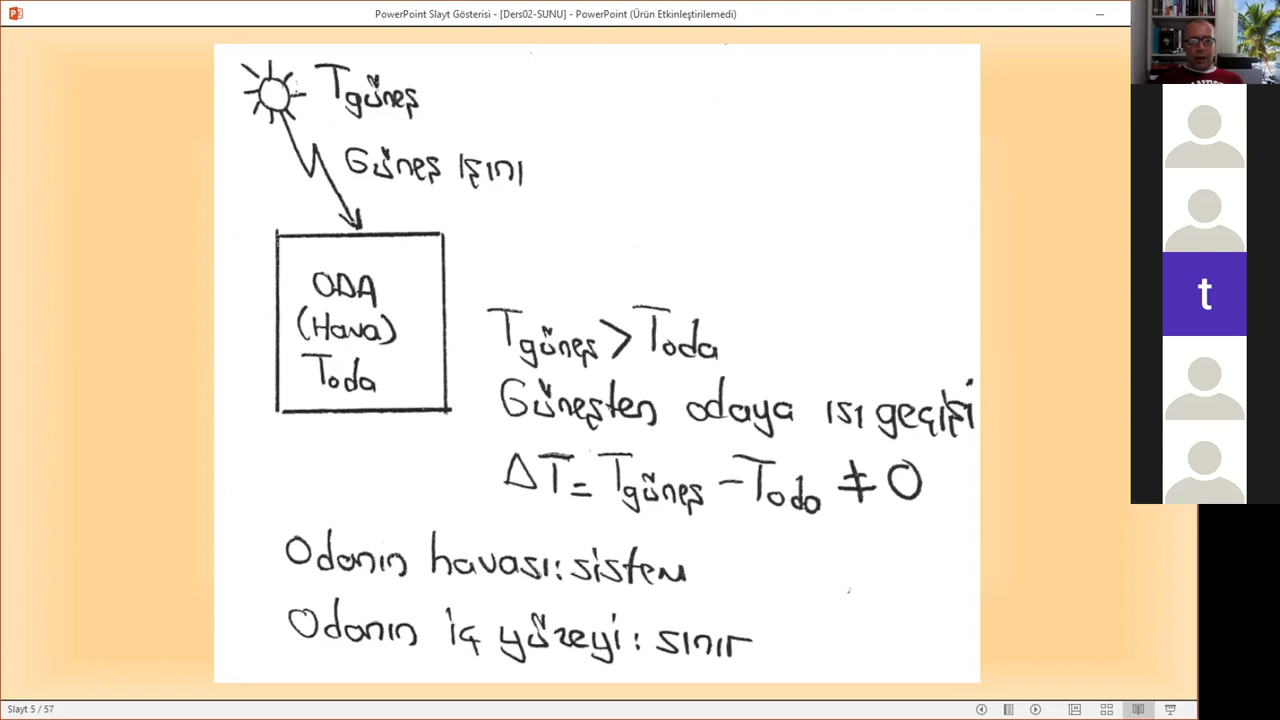 PowerPoint Slayt Gösterisi - [Ders02-SUNU] - PowerPoint (Ürün Etkinleştirilemedi)
Tgüneş
Güneş ışını
ODA
(Hava)
Toda
Tgüneş > Toda
Güneşten odaya ısı geçişi
ΔT = Tgüneş - Toda ≠ 0
Odanın havası: sistem
Odanın iç yüzeyi: sınır
t
Slayt 5 / 57